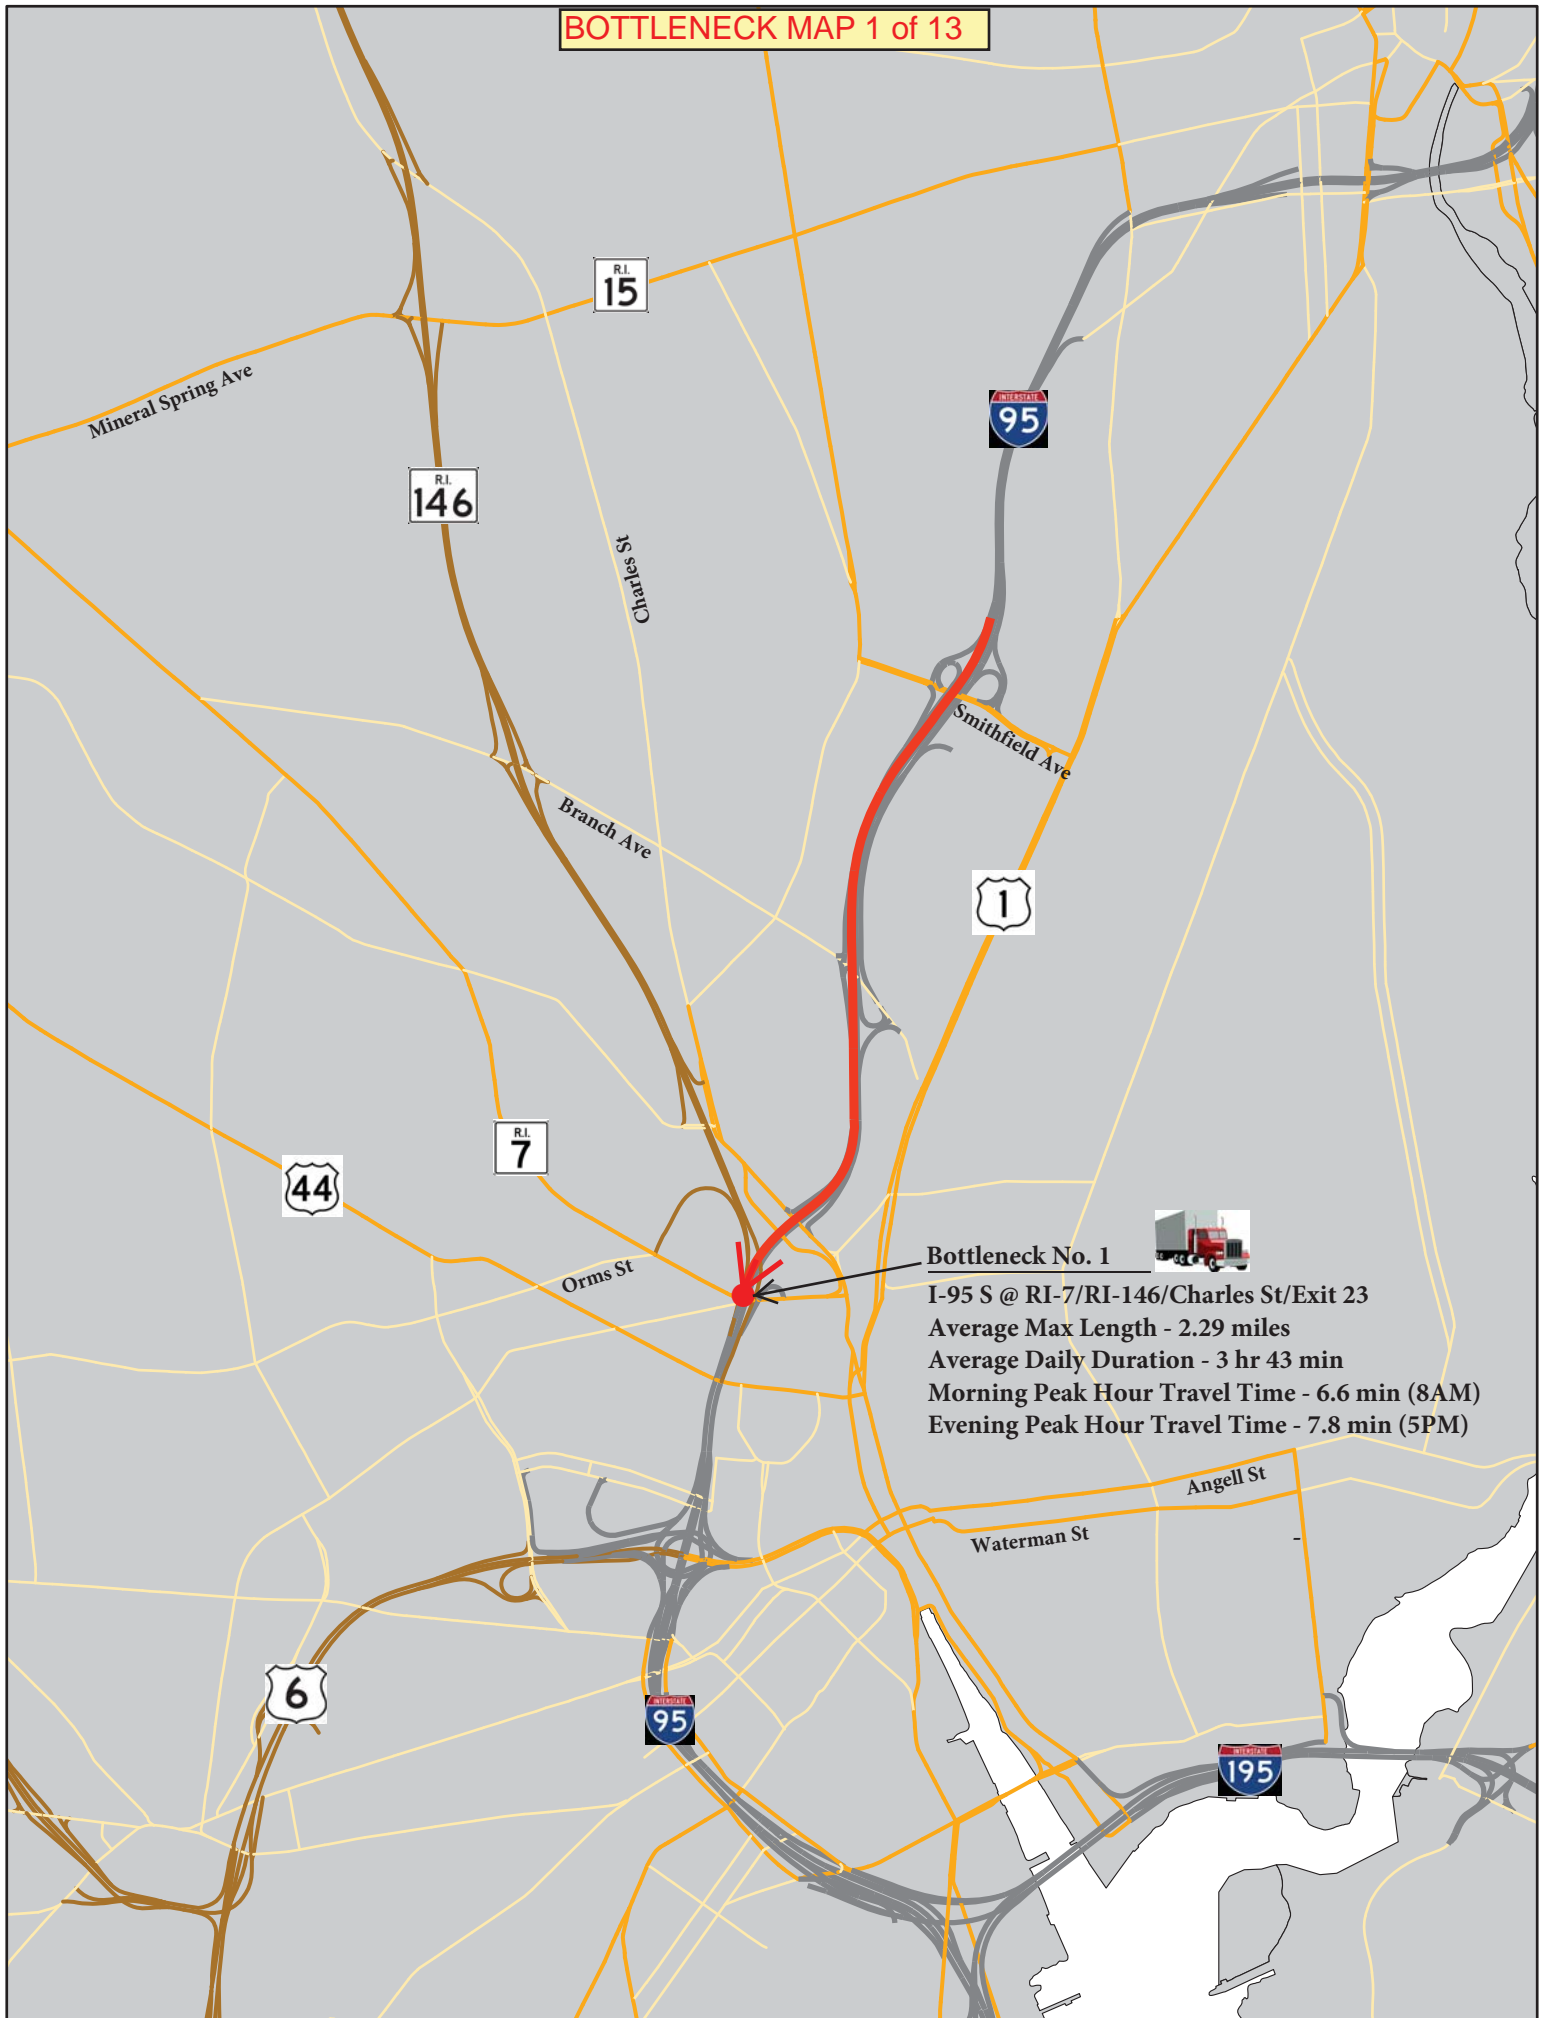 BOTTLENECK MAP 1 of 13
R.I.
15
Mineral Spring Ave
INTERSTATE
95
R.I.
146
Charles St
Smithfield Ave
Branch Ave
1
R.I.
7
44
Orms St
Bottleneck No. 1
I-95 S @ RI-7/RI-146/Charles St/Exit 23
Average Max Length - 2.29 miles
Average Daily Duration - 3 hr 43 min
Morning Peak Hour Travel Time - 6.6 min (8AM)
Evening Peak Hour Travel Time - 7.8 min (5PM)
Angell St
Waterman St
-
6
INTERSTATE
95
INTERSTATE
195